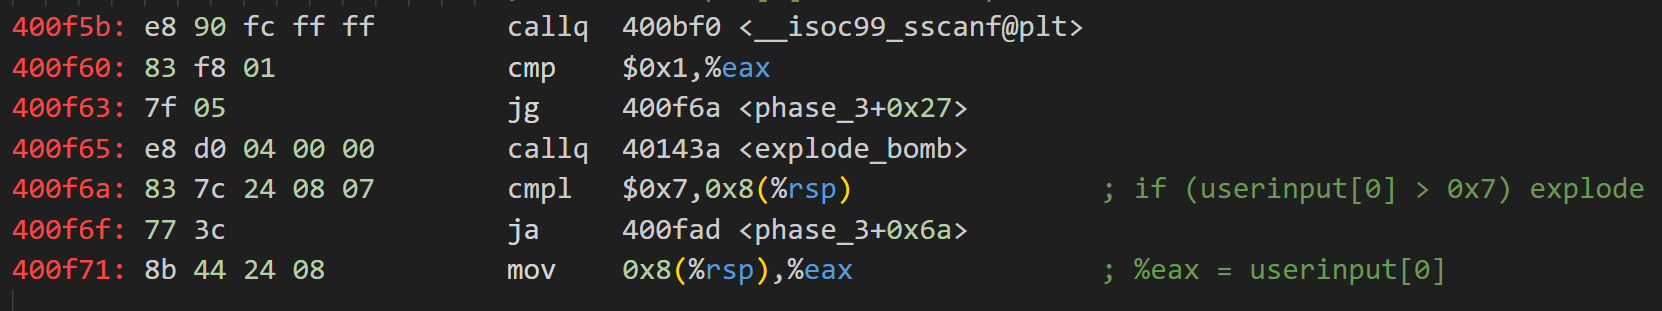 400f5b: e8 90 fc ff ff callq 400bf0 <__isoc99_sscanf@plt>
400f60: 83 f8 01 cmp $0x1,%eax
400f63: 7f 05 jg 400f6a <phase_3+0x27>
400f65: e8 d0 04 00 00 callq 40143a <explode_bomb>
400f6a: 83 7c 24 08 07 cmpl $0x7,0x8(%rsp) ; if (userinput[0] > 0x7) explode
400f6f: 77 3c ja 400fad <phase_3+0x6a>
400f71: 8b 44 24 08 mov 0x8(%rsp),%eax ; %eax = userinput[0]